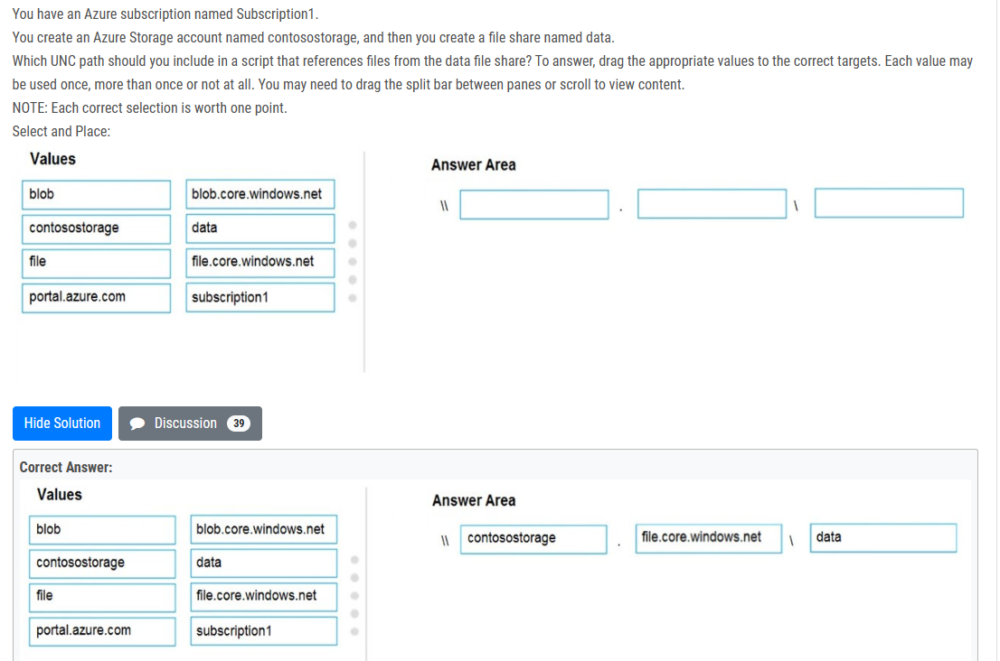 You have an Azure subscription named Subscription1.
You create an Azure Storage account named contosostorage, and then you create a file share named data.
Which UNC path should you include in a script that references files from the data file share? To answer, drag the appropriate values to the correct targets. Each value may
be used once, more than once or not at all. You may need to drag the split bar between panes or scroll to view content.
NOTE: Each correct selection is worth one point.
Select and Place:
Values
Answer Area
blob blob.core.windows.net
\\ . \
contosostorage data
file file.core.windows.net
portal.azure.com subscription1
Hide Solution Discussion 39
Correct Answer:
Values
Answer Area
blob blob.core.windows.net
\\ contosostorage . file.core.windows.net \ data
contosostorage data
file file.core.windows.net
portal.azure.com subscription1